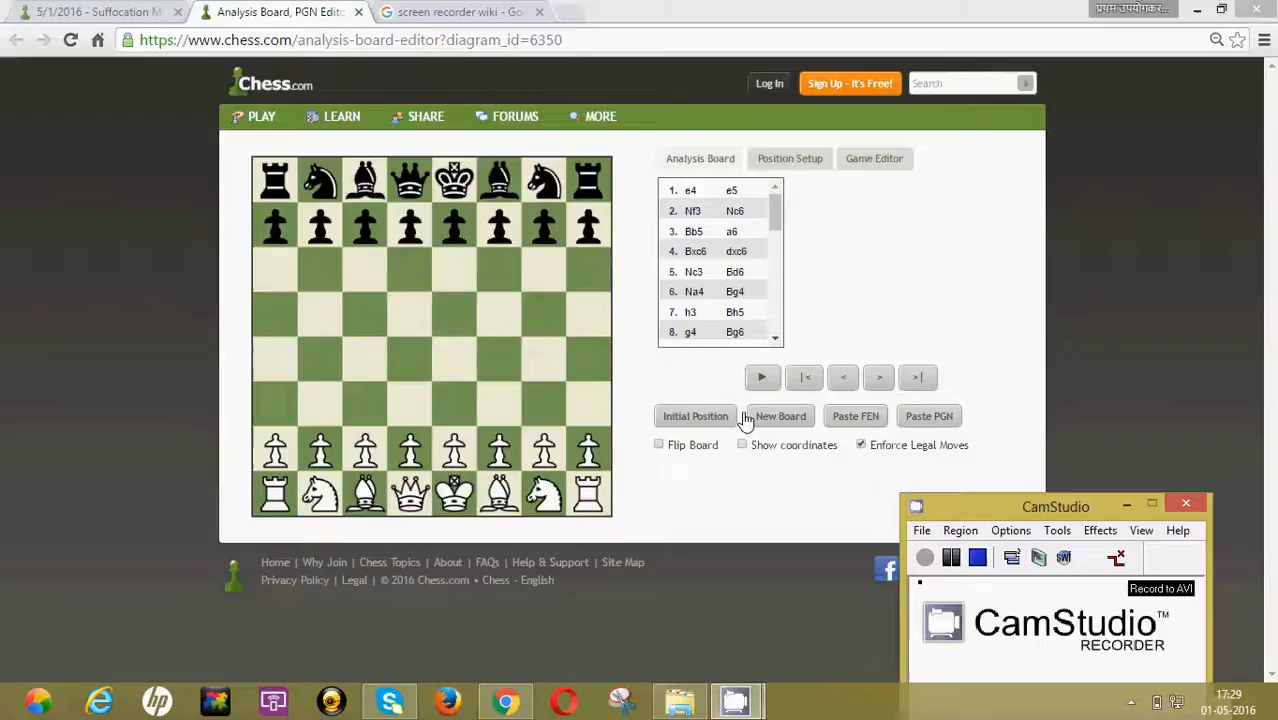 5/1/2016 - Suffocation M
Analysis Board, PGN Edito
screen recorder wiki - Goo
प्रथम उपयोगकर...
https://www.chess.com/analysis-board-editor?diagram_id=6350
Chess.com
Log In
Sign Up - It's Free!
Search
PLAY
LEARN
SHARE
FORUMS
MORE
Analysis Board
Position Setup
Game Editor
1. e4 e5
2. Nf3 Nc6
3. Bb5 a6
4. Bxc6 dxc6
5. Nc3 Bd6
6. Na4 Bg4
7. h3 Bh5
8. g4 Bg6
|<
<
>
>|
Initial Position
New Board
Paste FEN
Paste PGN
Flip Board
Show coordinates
Enforce Legal Moves
Home | Why Join | Chess Topics | About | FAQs | Help & Support | Site Map
Privacy Policy | Legal | © 2016 Chess.com • Chess - English
CamStudio
File Region Options Tools Effects View Help
SW
Record to AVI
CamStudio™
RECORDER
17:29
01-05-2016